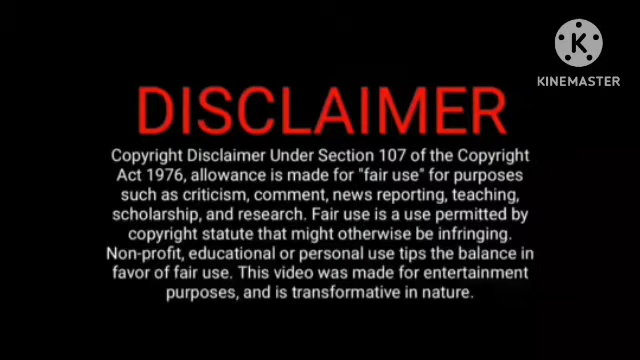 KINEMASTER
DISCLAIMER
Copyright Disclaimer Under Section 107 of the Copyright
Act 1976, allowance is made for "fair use" for purposes
such as criticism, comment, news reporting, teaching,
scholarship, and research. Fair use is a use permitted by
copyright statute that might otherwise be infringing.
Non-profit, educational or personal use tips the balance in
favor of fair use. This video was made for entertainment
purposes, and is transformative in nature.